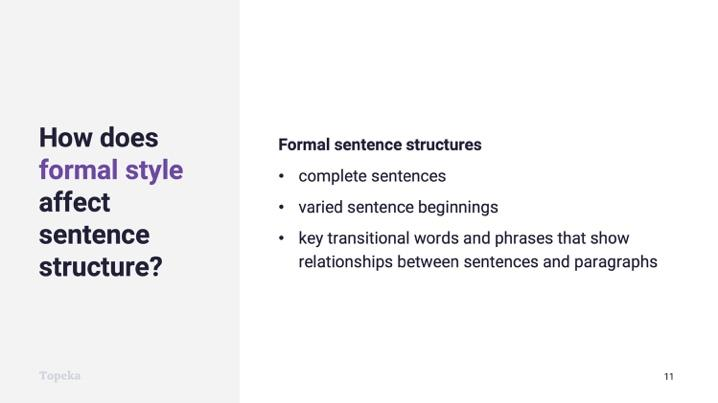 How does
formal style
affect
sentence
structure?
Formal sentence structures
• complete sentences
• varied sentence beginnings
• key transitional words and phrases that show
relationships between sentences and paragraphs
Topeka
11